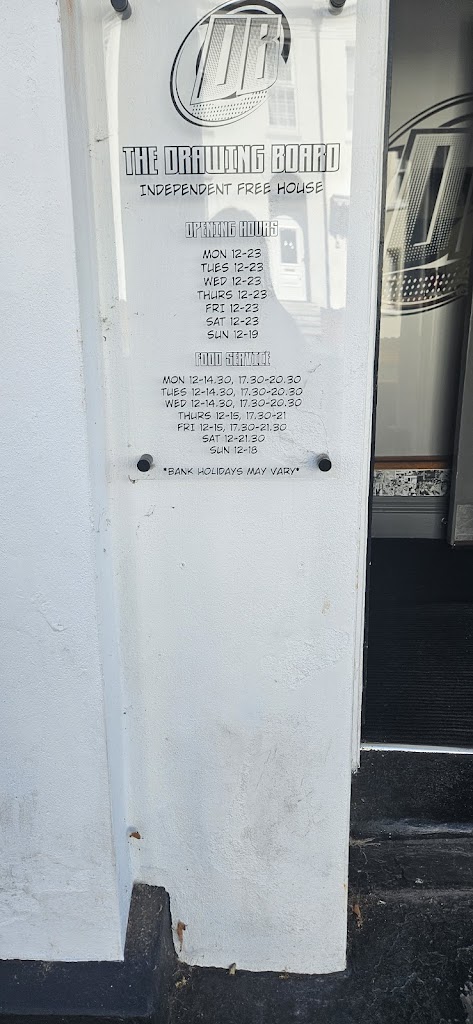 DB
THE DRAWING BOARD
INDEPENDENT FREE HOUSE
OPENING HOURS
MON 12-23
TUES 12-23
WED 12-23
THURS 12-23
FRI 12-23
SAT 12-23
SUN 12-19
FOOD SERVICE
MON 12-14.30, 17.30-20.30
TUES 12-14.30, 17.30-20.30
WED 12-14.30, 17.30-20.30
THURS 12-15, 17.30-21
FRI 12-15, 17.30-21.30
SAT 12-21.30
SUN 12-18
*BANK HOLIDAYS MAY VARY*